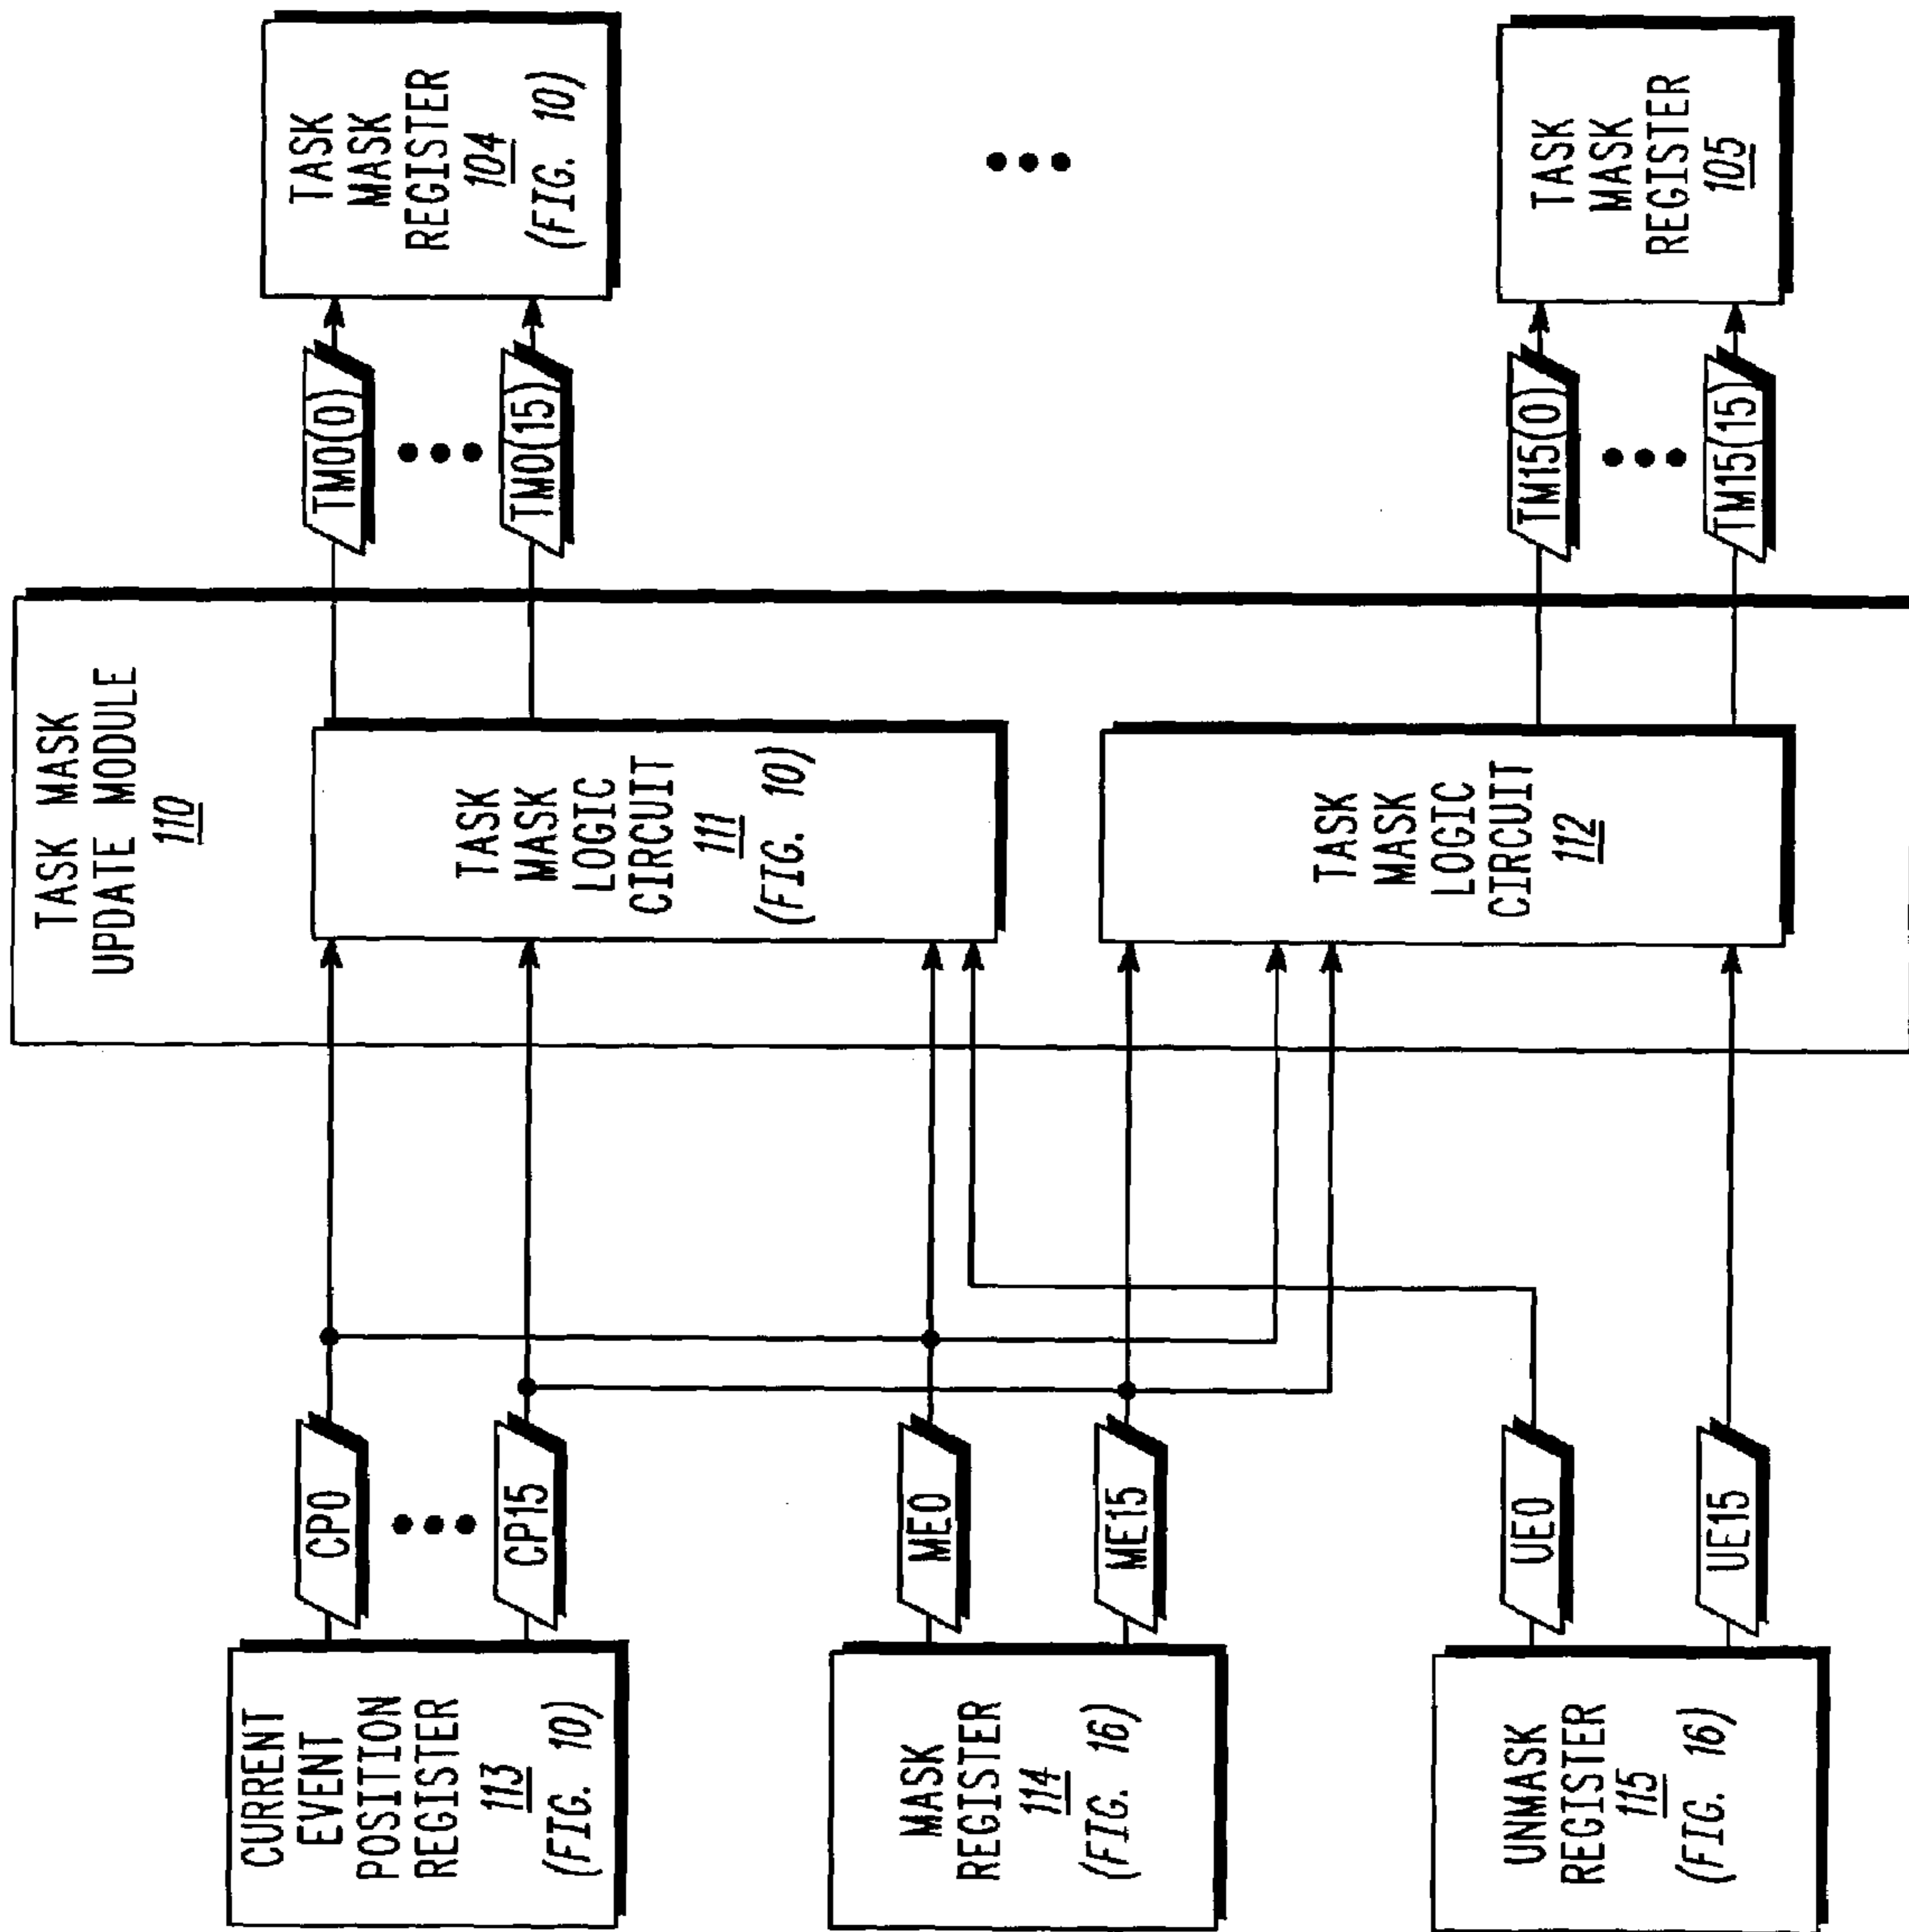 CURRENT
EVENT
POSITION
REGISTER
113
(FIG. 10)
MASK
REGISTER
114
(FIG. 16)
UNMASK
REGISTER
115
(FIG. 16)
CP0
CP15
ME0
ME15
UE0
UE15
TASK MASK
UPDATE MODULE
110
TASK
MASK
LOGIC
CIRCUIT
111
(FIG. 10)
TASK
MASK
LOGIC
CIRCUIT
112
TM0(0)
TM0(15)
TM15(0)
TM15(15)
TASK
MASK
REGISTER
104
(FIG. 10)
TASK
MASK
REGISTER
105